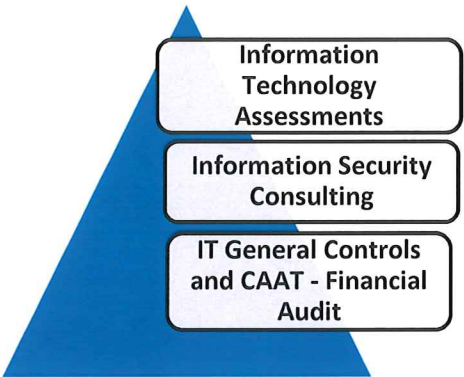 Information
Technology
Assessments
Information Security
Consulting
IT General Controls
and CAAT - Financial
Audit